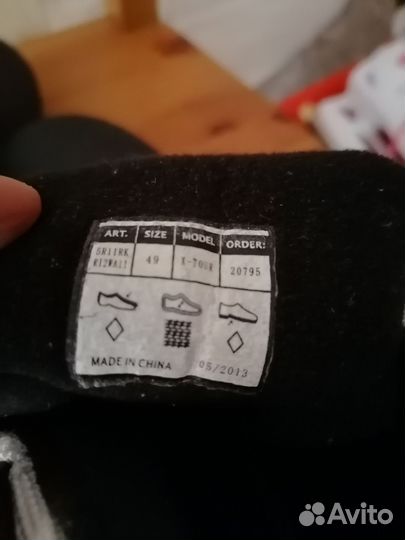 ART. SIZE MODEL ORDER:
49 X-TOUR 20795
MADE IN CHINA 05/2013
Avito